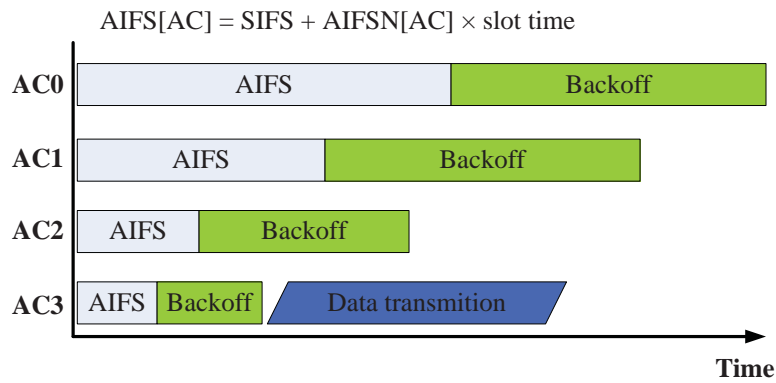 AIFS[AC] = SIFS + AIFSN[AC] × slot time
AC0 AIFS Backoff
AC1 AIFS Backoff
AC2 AIFS Backoff
AC3 AIFS Backoff Data transmition
Time